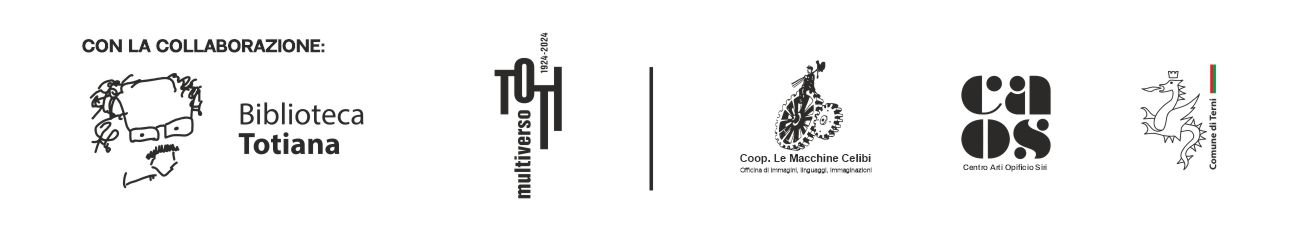 CON LA COLLABORAZIONE:
Biblioteca
Totiana
TOTI
multiverso
1924-2024
Coop. Le Macchine Celibi
Officina di immagini, linguaggi, immaginazioni
caos
Centro Arti Opificio Siri
Comune di Terni